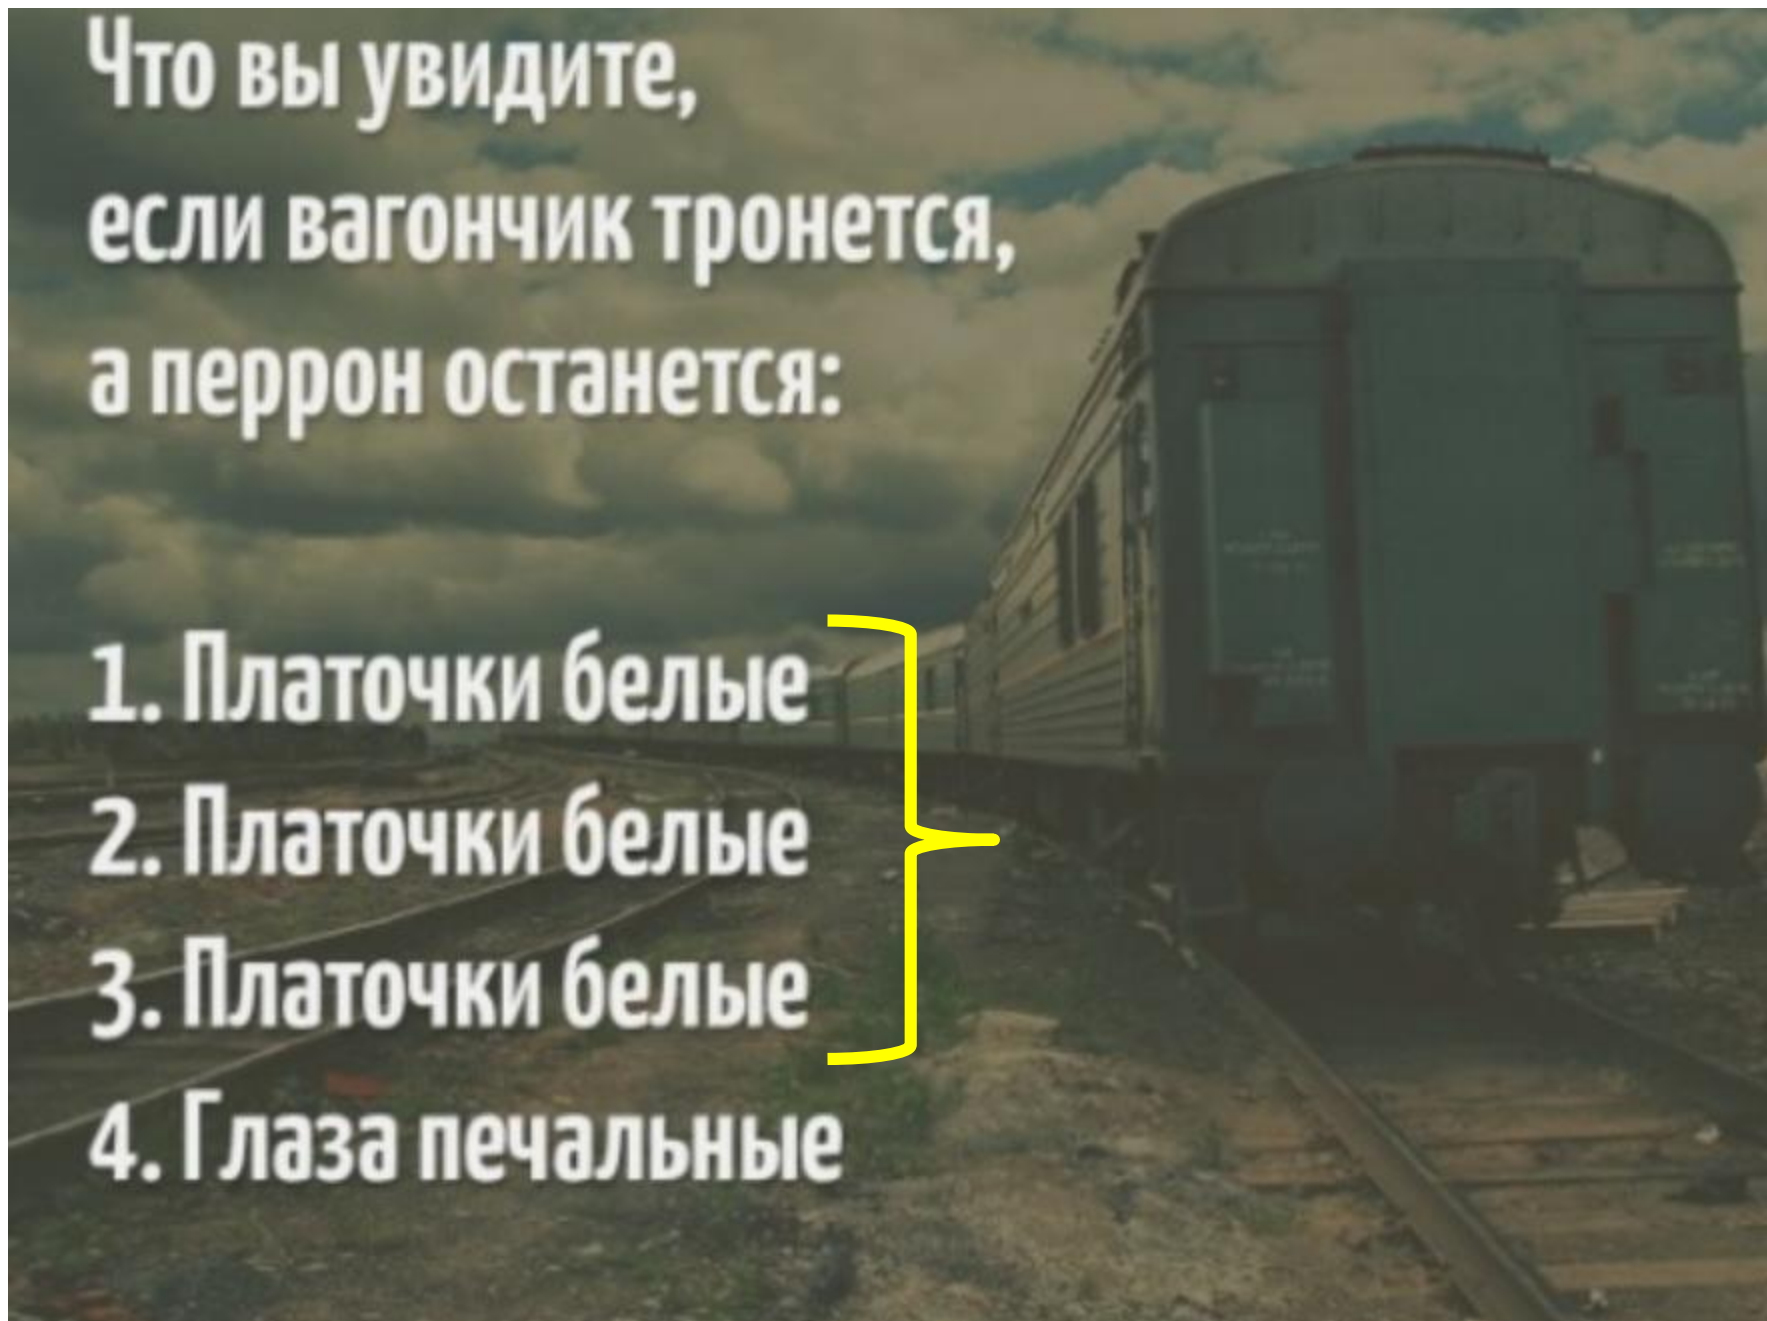 Что вы увидите,
если вагончик тронется,
а перрон останется:
1. Платочки белые
2. Платочки белые
3. Платочки белые
4. Глаза печальные